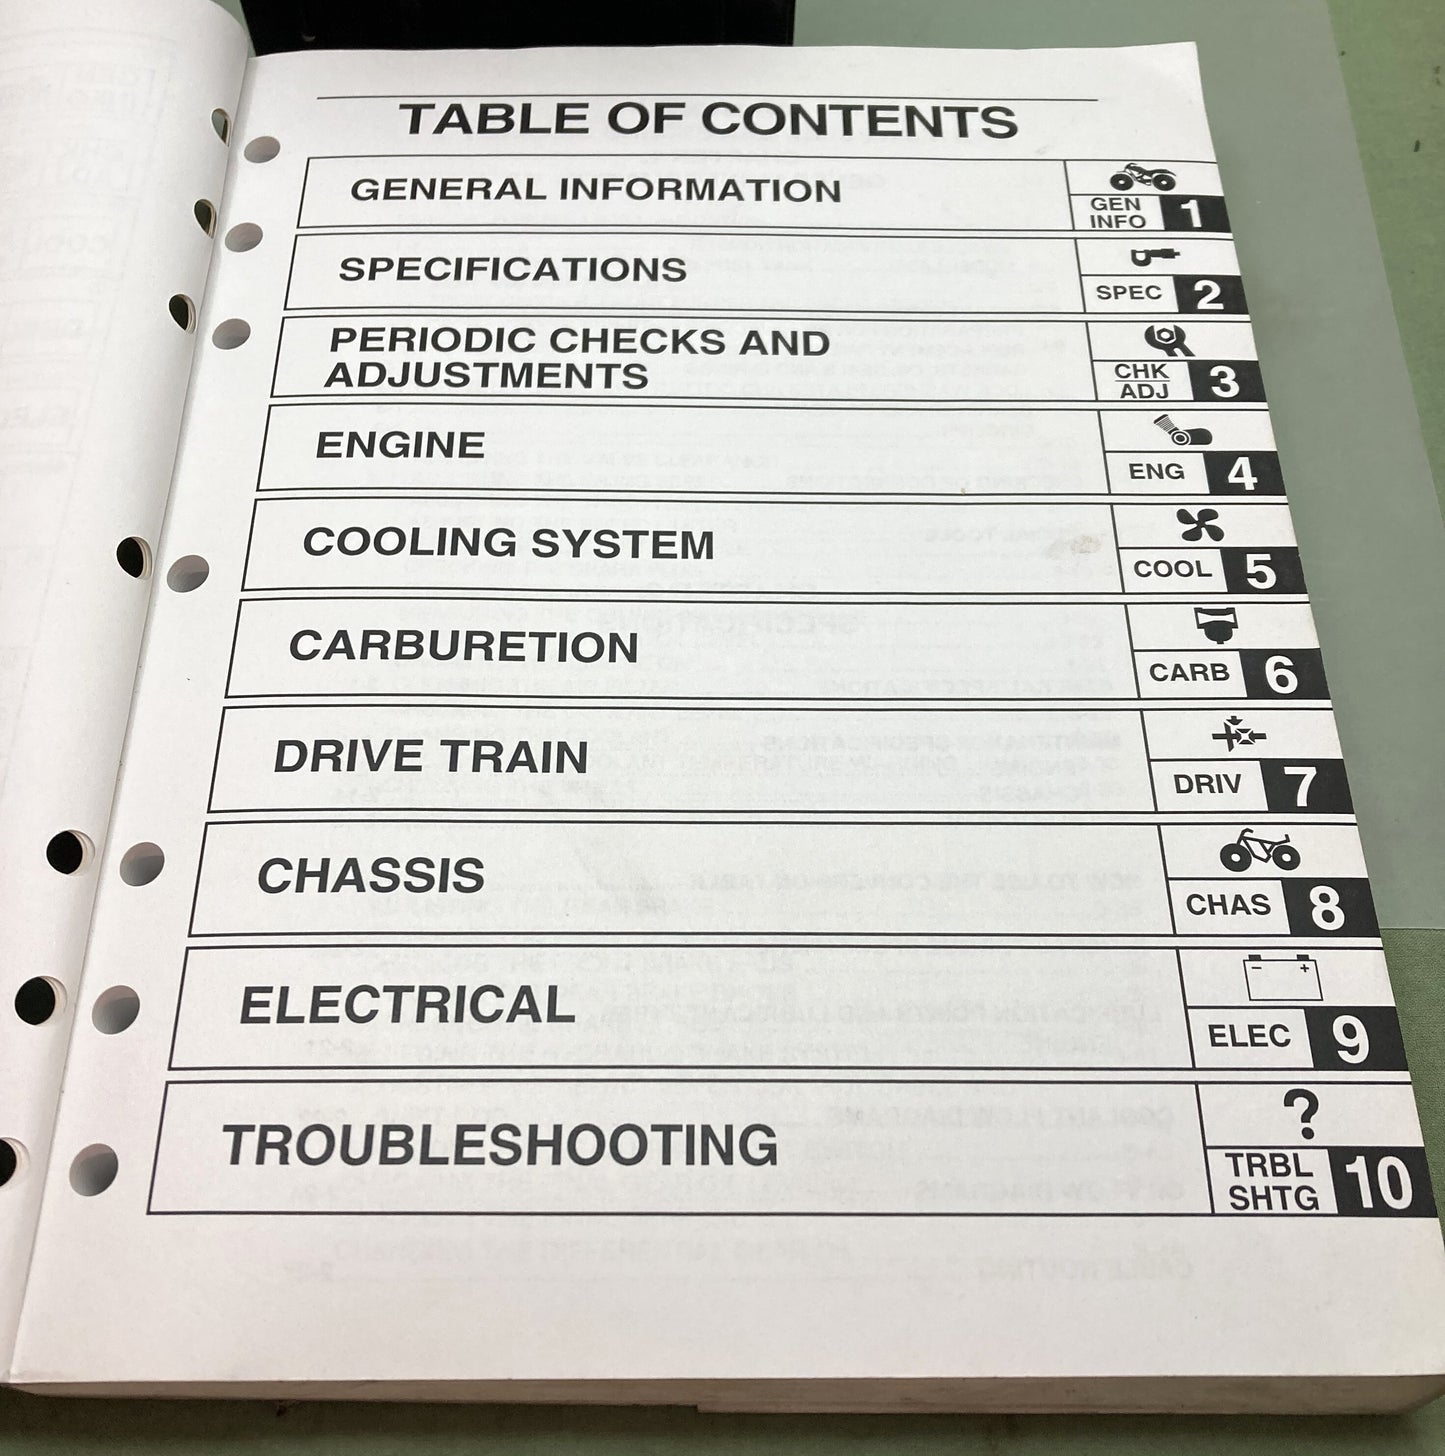 TABLE OF CONTENTS
GENERAL INFORMATION
GEN
INFO 1
SPECIFICATIONS
SPEC 2
PERIODIC CHECKS AND
ADJUSTMENTS
CHK
ADJ 3
ENGINE
ENG 4
COOLING SYSTEM
COOL 5
CARBURETION
CARB 6
DRIVE TRAIN
DRIV 7
CHASSIS
CHAS 8
ELECTRICAL
- +
ELEC 9
TROUBLESHOOTING
?
TRBL
SHTG 10